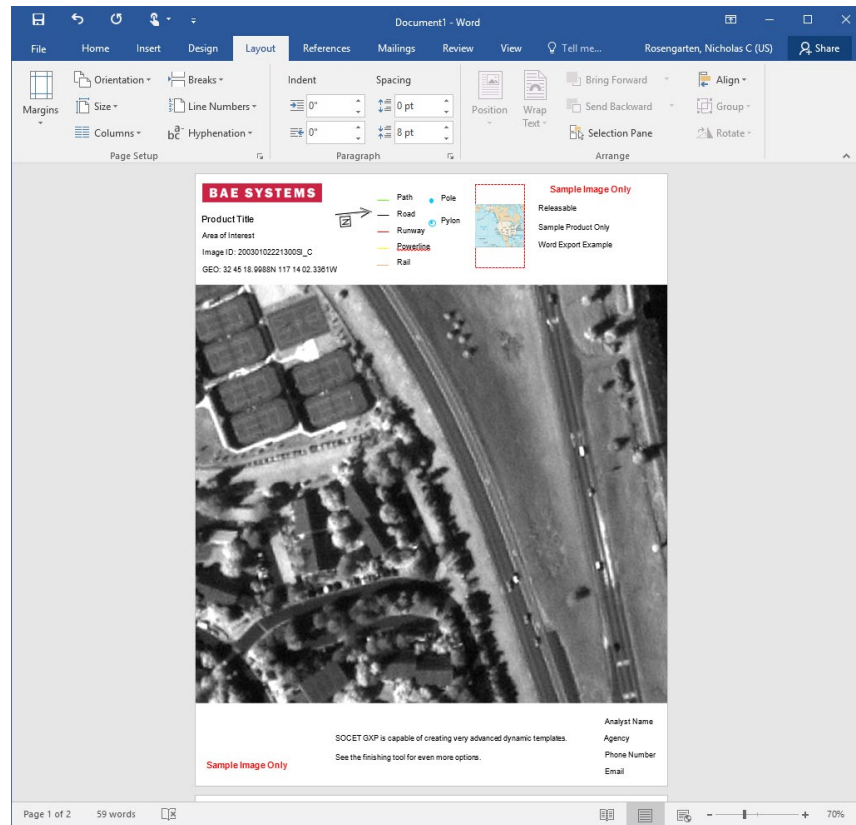 Document1 - Word
File Home Insert Design Layout References Mailings Review View Tell me... Rosengarten, Nicholas C (US) Share
Margins
Orientation
Size
Columns
Breaks
Line Numbers
Hyphenation
Page Setup
Indent
0"
0"
Spacing
0 pt
8 pt
Paragraph
Position
Wrap Text
Bring Forward
Send Backward
Selection Pane
Align
Group
Rotate
Arrange
BAE SYSTEMS
Product Title
Area of Interest
Image ID: 20030102221300SI_C
GEO: 32 45 18.9988N 117 14 02.3361W
Z
Path
Road
Runway
Powerline
Rail
Pole
Pylon
Sample Image Only
Releasable
Sample Product Only
Word Export Example
SOCET GXP is capable of creating very advanced dynamic templates.
See the finishing tool for even more options.
Sample Image Only
Analyst Name
Agency
Phone Number
Email
Page 1 of 2 59 words 70%